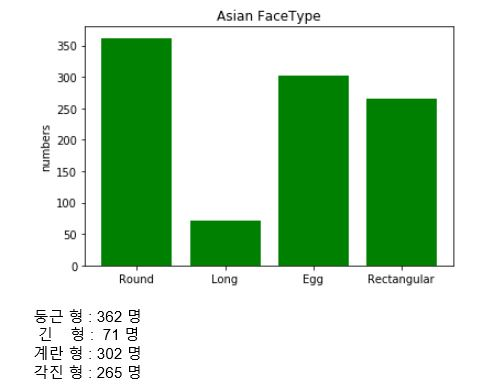 Asian FaceType
350
300
250
200
150
100
50
0
numbers
Round Long Egg Rectangular
둥근 형 : 362 명
긴 형 : 71 명
계란 형 : 302 명
각진 형 : 265 명